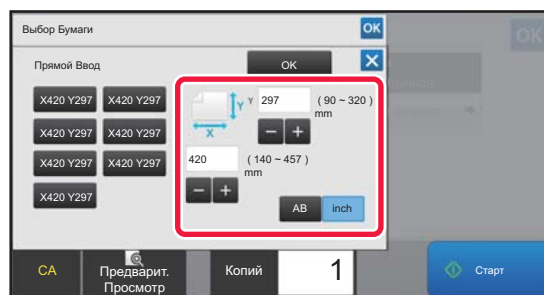 Выбор Бумаги
OK
OK
Прямой Ввод
OK
X420 Y297
X420 Y297
Y
Y
297
( 90 ~ 320 )
mm
X420 Y297
X420 Y297
X
X420 Y297
X420 Y297
420
( 140 ~ 457 )
mm
X420 Y297
AB
inch
CA
Предварит.
Просмотр
Копий
1
Старт